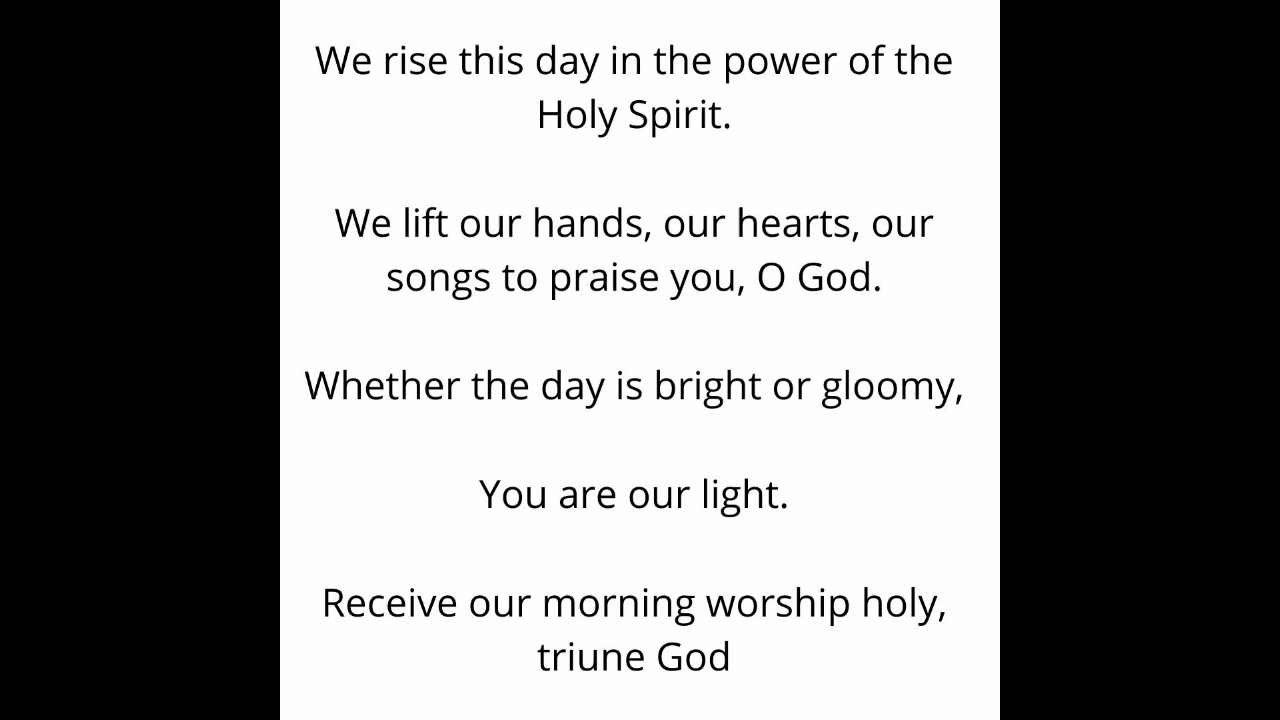 We rise this day in the power of the
Holy Spirit.
We lift our hands, our hearts, our
songs to praise you, O God.
Whether the day is bright or gloomy,
You are our light.
Receive our morning worship holy,
triune God